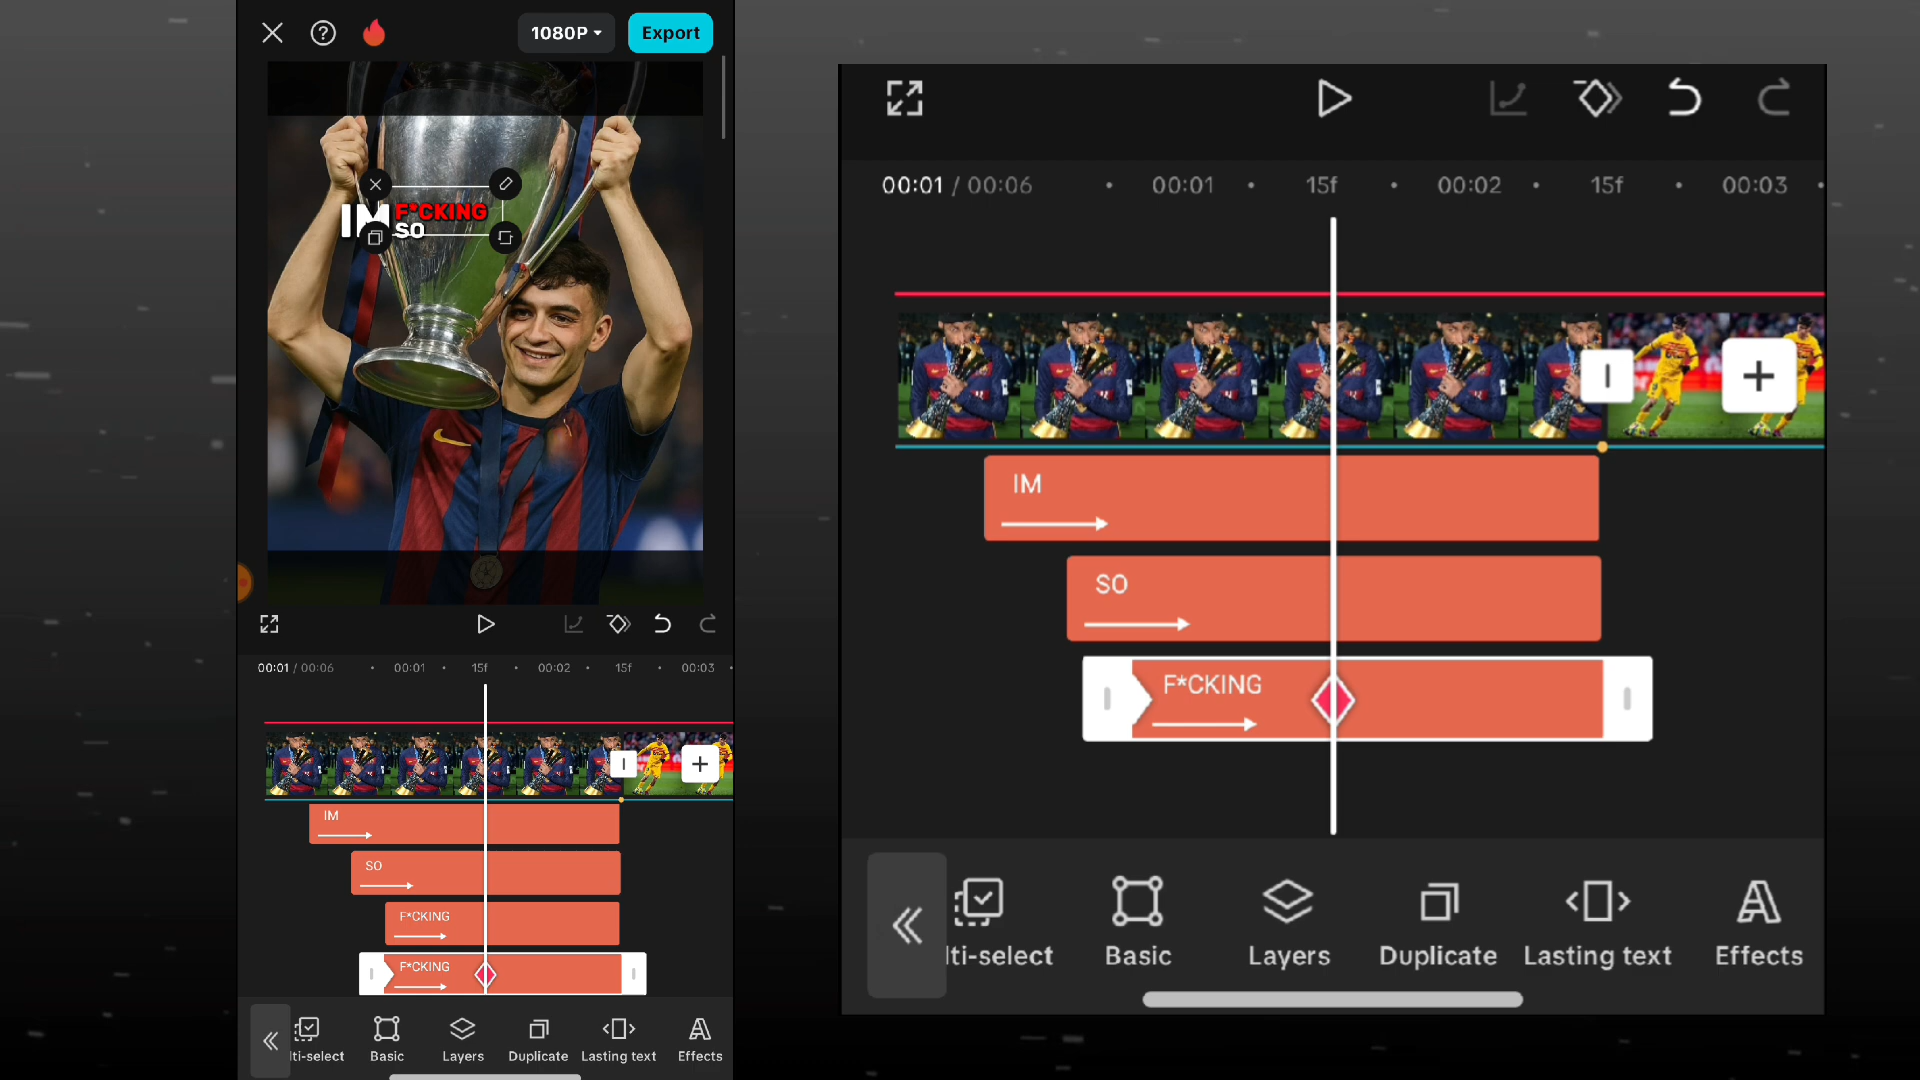 1080P
Export
IM F*CKING
SO
00:01 / 00:06 00:01 15f 00:02 15f 00:03
IM
SO
F*CKING
F*CKING
lti-select Basic Layers Duplicate Lasting text Effects
00:01 / 00:06 00:01 15f 00:02 15f 00:03
IM
SO
F*CKING
lti-select Basic Layers Duplicate Lasting text Effects